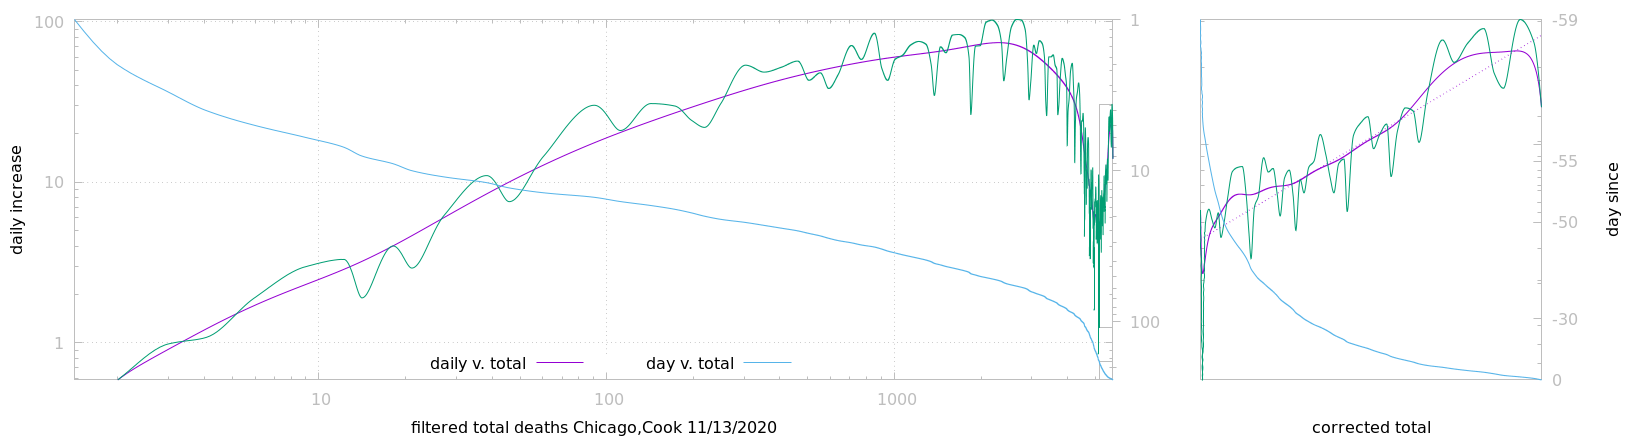 100
10
1
daily increase
10
100
1000
filtered total deaths Chicago,Cook 11/13/2020
daily v. total
day v. total
1
10
100
-59
-55
-50
-30
0
day since
corrected total